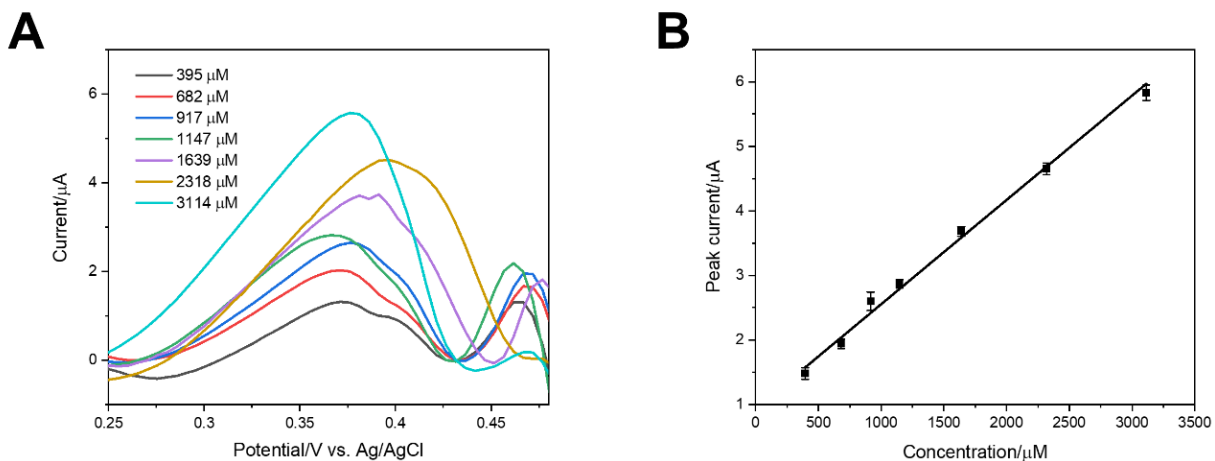 A
Current/μA
6
4
2
0
395 μM
682 μM
917 μM
1147 μM
1639 μM
2318 μM
3114 μM
0.25
0.30
0.35
0.40
0.45
Potential/V vs. Ag/AgCl
B
Peak current/μA
6
5
4
3
2
1
0
500
1000
1500
2000
2500
3000
3500
Concentration/μM